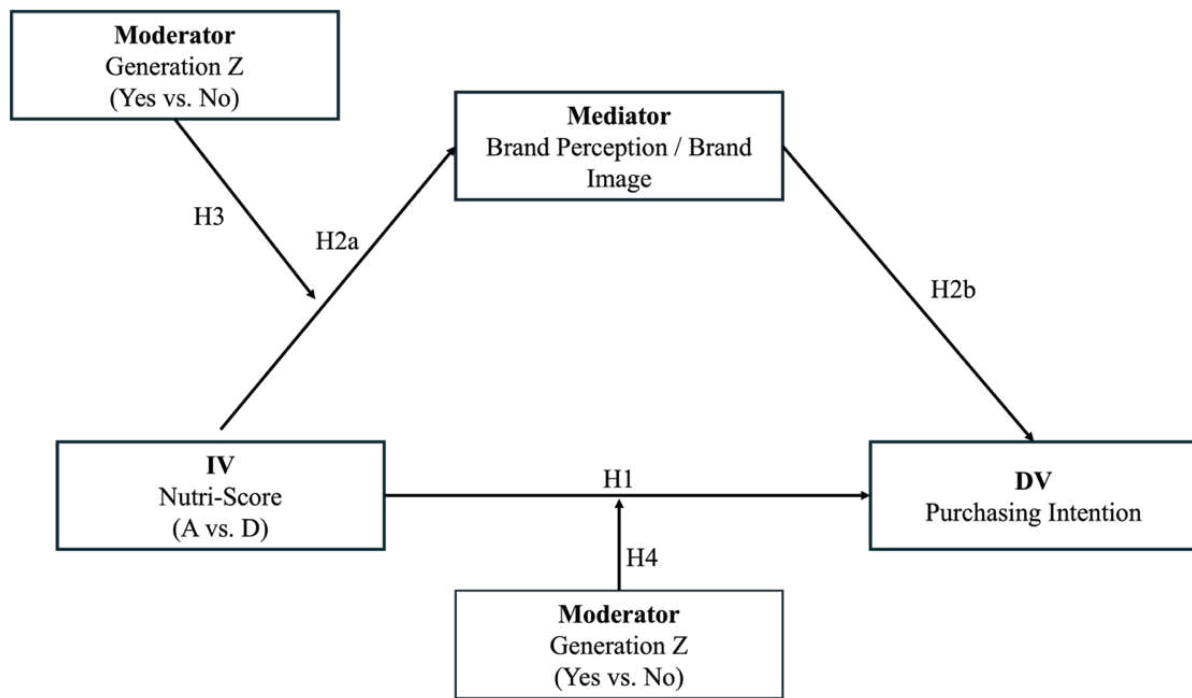 Moderator
Generation Z
(Yes vs. No)
Mediator
Brand Perception / Brand
Image
H3
H2a
H2b
IV
Nutri-Score
(A vs. D)
H1
DV
Purchasing Intention
H4
Moderator
Generation Z
(Yes vs. No)